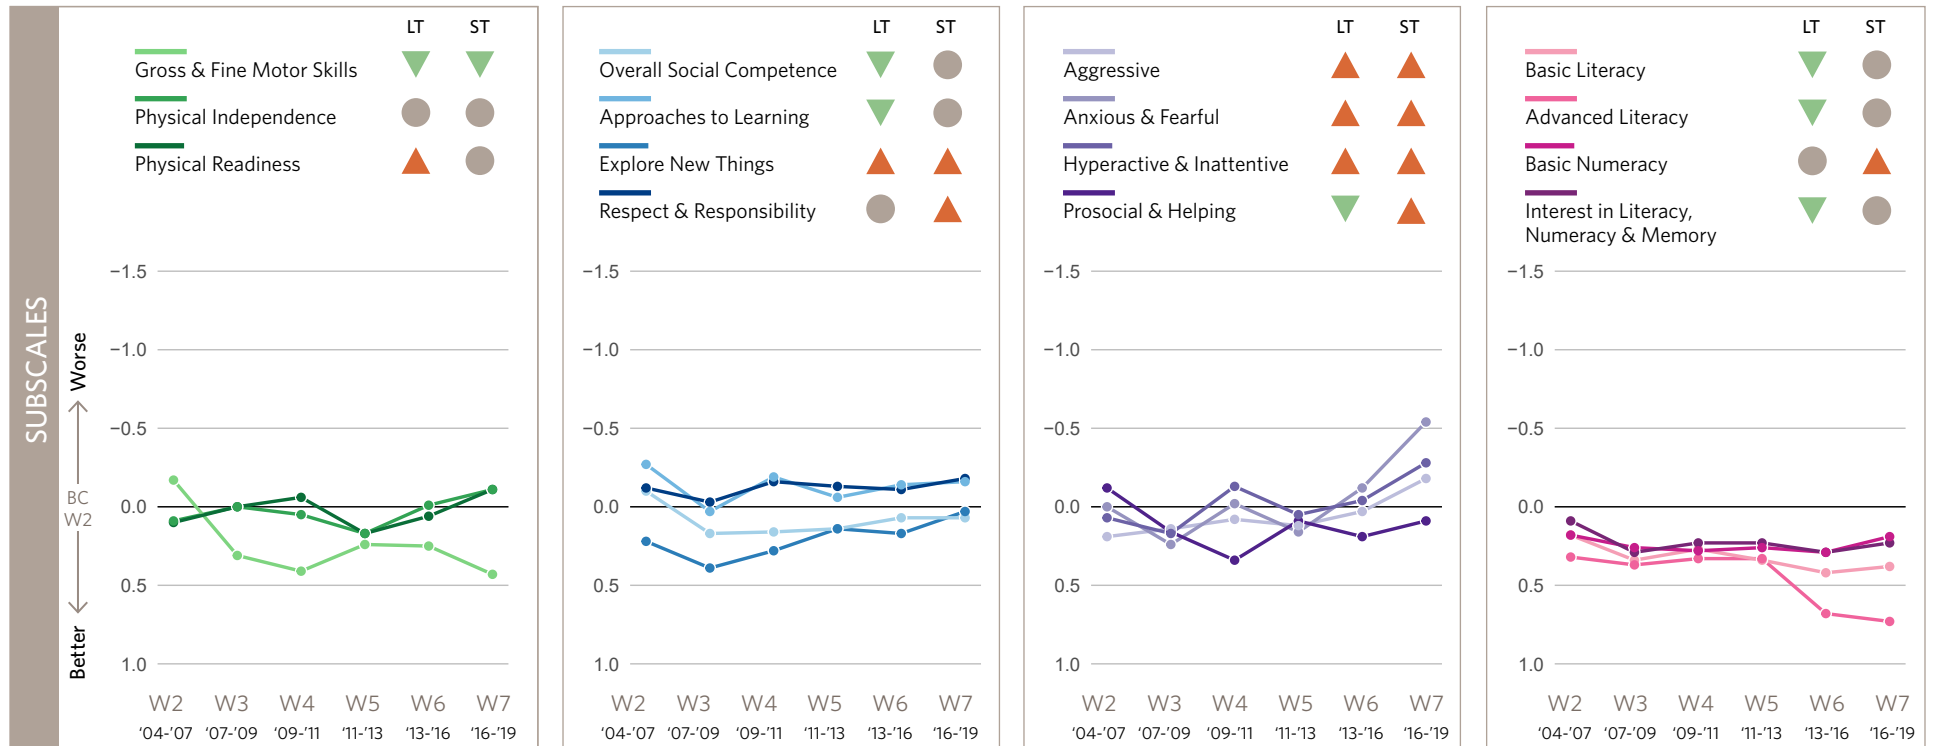 SUBSCALES
Worse
BC
W2
Better
LT ST
Gross & Fine Motor Skills
Physical Independence
Physical Readiness
−1.5
−1.0
−0.5
0.0
0.5
1.0
W2 W3 W4 W5 W6 W7
‘04-’07 ‘07-’09 ‘09-’11 ‘11-’13 ‘13-’16 ‘16-’19
LT ST
Overall Social Competence
Approaches to Learning
Explore New Things
Respect & Responsibility
−1.5
−1.0
−0.5
0.0
0.5
1.0
W2 W3 W4 W5 W6 W7
‘04-’07 ‘07-’09 ‘09-’11 ‘11-’13 ‘13-’16 ‘16-’19
LT ST
Aggressive
Anxious & Fearful
Hyperactive & Inattentive
Prosocial & Helping
−1.5
−1.0
−0.5
0.0
0.5
1.0
W2 W3 W4 W5 W6 W7
‘04-’07 ‘07-’09 ‘09-’11 ‘11-’13 ‘13-’16 ‘16-’19
LT ST
Basic Literacy
Advanced Literacy
Basic Numeracy
Interest in Literacy,
Numeracy & Memory
−1.5
−1.0
−0.5
0.0
0.5
1.0
W2 W3 W4 W5 W6 W7
‘04-’07 ‘07-’09 ‘09-’11 ‘11-’13 ‘13-’16 ‘16-’19